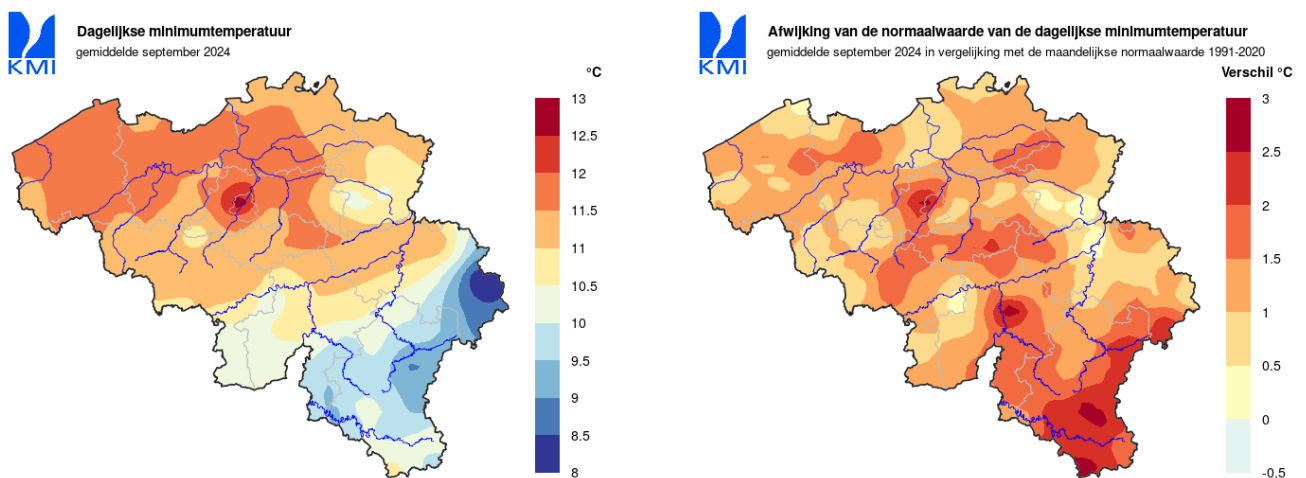 Dagelijkse minimumtemperatuur
gemiddelde september 2024
KMI
°C
13
12.5
12
11.5
11
10.5
10
9.5
9
8.5
8
Afwijking van de normaalwaarde van de dagelijkse minimumtemperatuur
gemiddelde september 2024 in vergelijking met de maandelijkse normaalwaarde 1991-2020
KMI
Verschil °C
3
2.5
2
1.5
1
0.5
0
-0.5